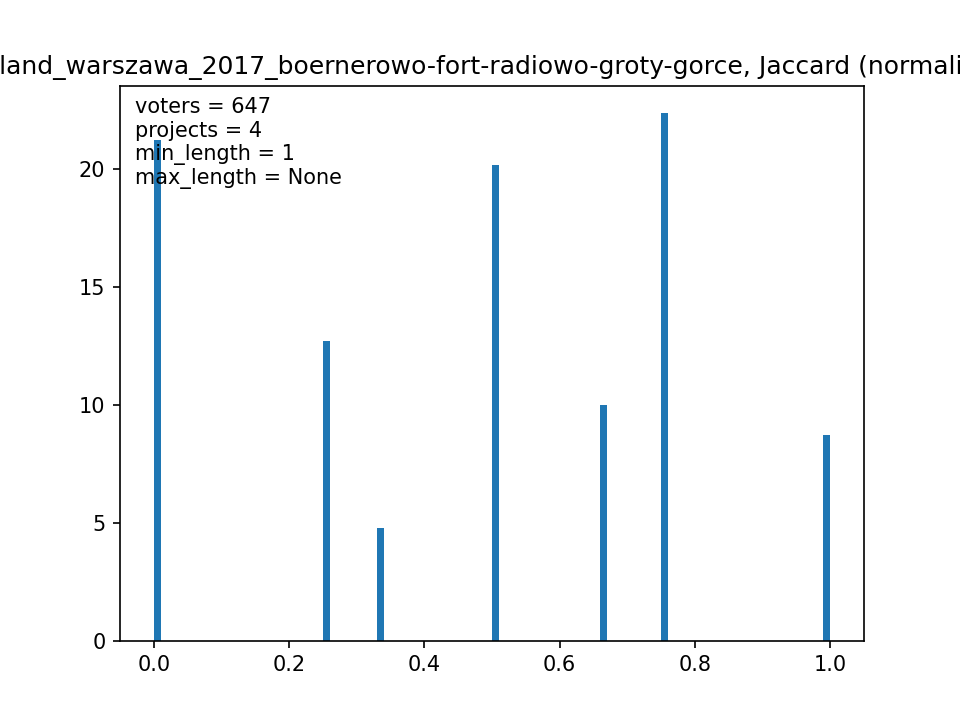 land_warszawa_2017_boernerowo-fort-radiowo-groty-gorce, Jaccard (normali
voters = 647
projects = 4
min_length = 1
max_length = None
20
15
10
5
0
0.0 0.2 0.4 0.6 0.8 1.0